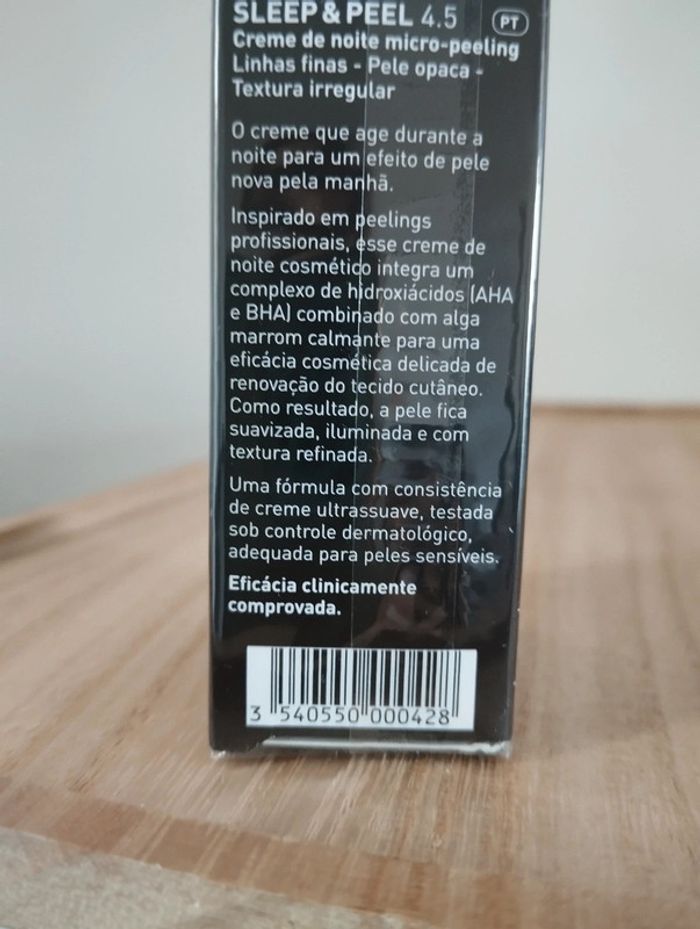 SLEEP & PEEL 4.5 PT
Creme de noite micro-peeling
Linhas finas - Pele opaca -
Textura irregular
O creme que age durante a
noite para um efeito de pele
nova pela manhã.
Inspirado em peelings
profissionais, esse creme de
noite cosmético integra um
complexo de hidroxiácidos (AHA
e BHA) combinado com alga
marrom calmante para uma
eficácia cosmética delicada de
renovação do tecido cutâneo.
Como resultado, a pele fica
suavizada, iluminada e com
textura refinada.
Uma fórmula com consistência
de creme ultrassuave, testada
sob controle dermatológico,
adequada para peles sensíveis.
Eficácia clinicamente
comprovada.
3 540550 000428